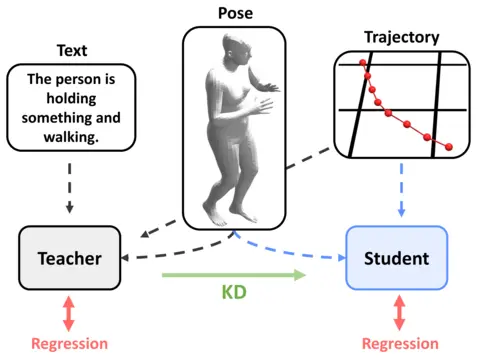 Text
Pose
Trajectory
The person is
holding
something and
walking.
Teacher
KD
Student
Regression
Regression